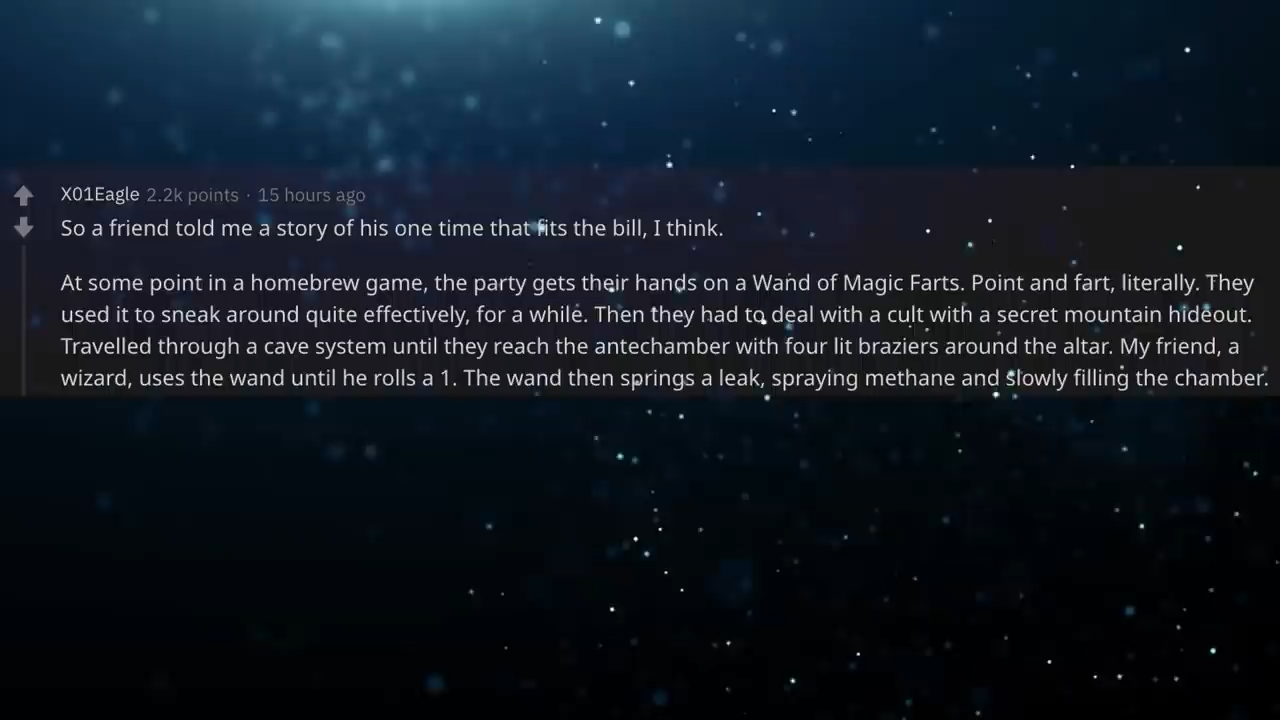 X01Eagle 2.2k points · 15 hours ago
So a friend told me a story of his one time that fits the bill, I think.
At some point in a homebrew game, the party gets their hands on a Wand of Magic Farts. Point and fart, literally. They
used it to sneak around quite effectively, for a while. Then they had to deal with a cult with a secret mountain hideout.
Travelled through a cave system until they reach the antechamber with four lit braziers around the altar. My friend, a
wizard, uses the wand until he rolls a 1. The wand then springs a leak, spraying methane and slowly filling the chamber.